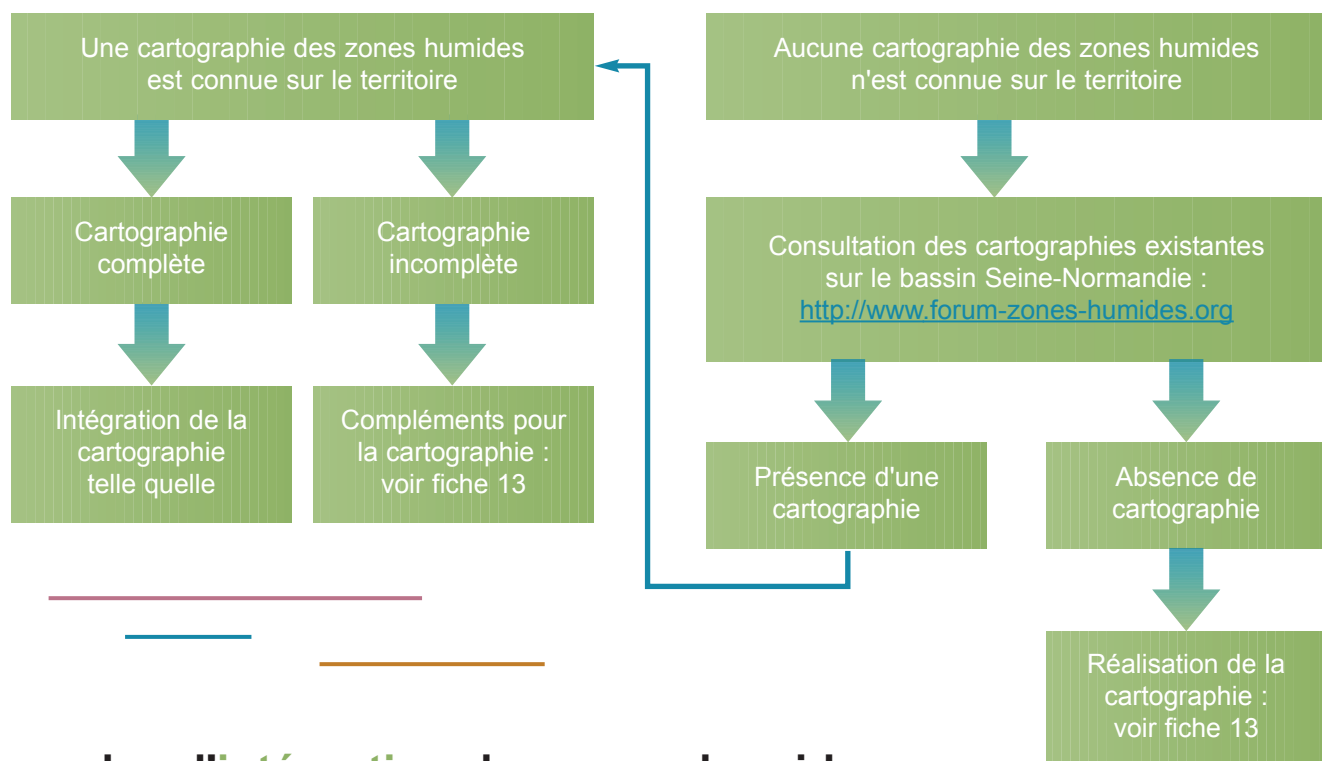 Une cartographie des zones humides
est connue sur le territoire
Aucune cartographie des zones humides
n'est connue sur le territoire
Cartographie
complète
Cartographie
incomplète
Consultation des cartographies existantes
sur le bassin Seine-Normandie :
http://www.forum-zones-humides.org
Intégration de la
cartographie
telle quelle
Compléments pour
la cartographie :
voir fiche 13
Présence d'une
cartographie
Absence de
cartographie
Réalisation de la
cartographie :
voir fiche 13